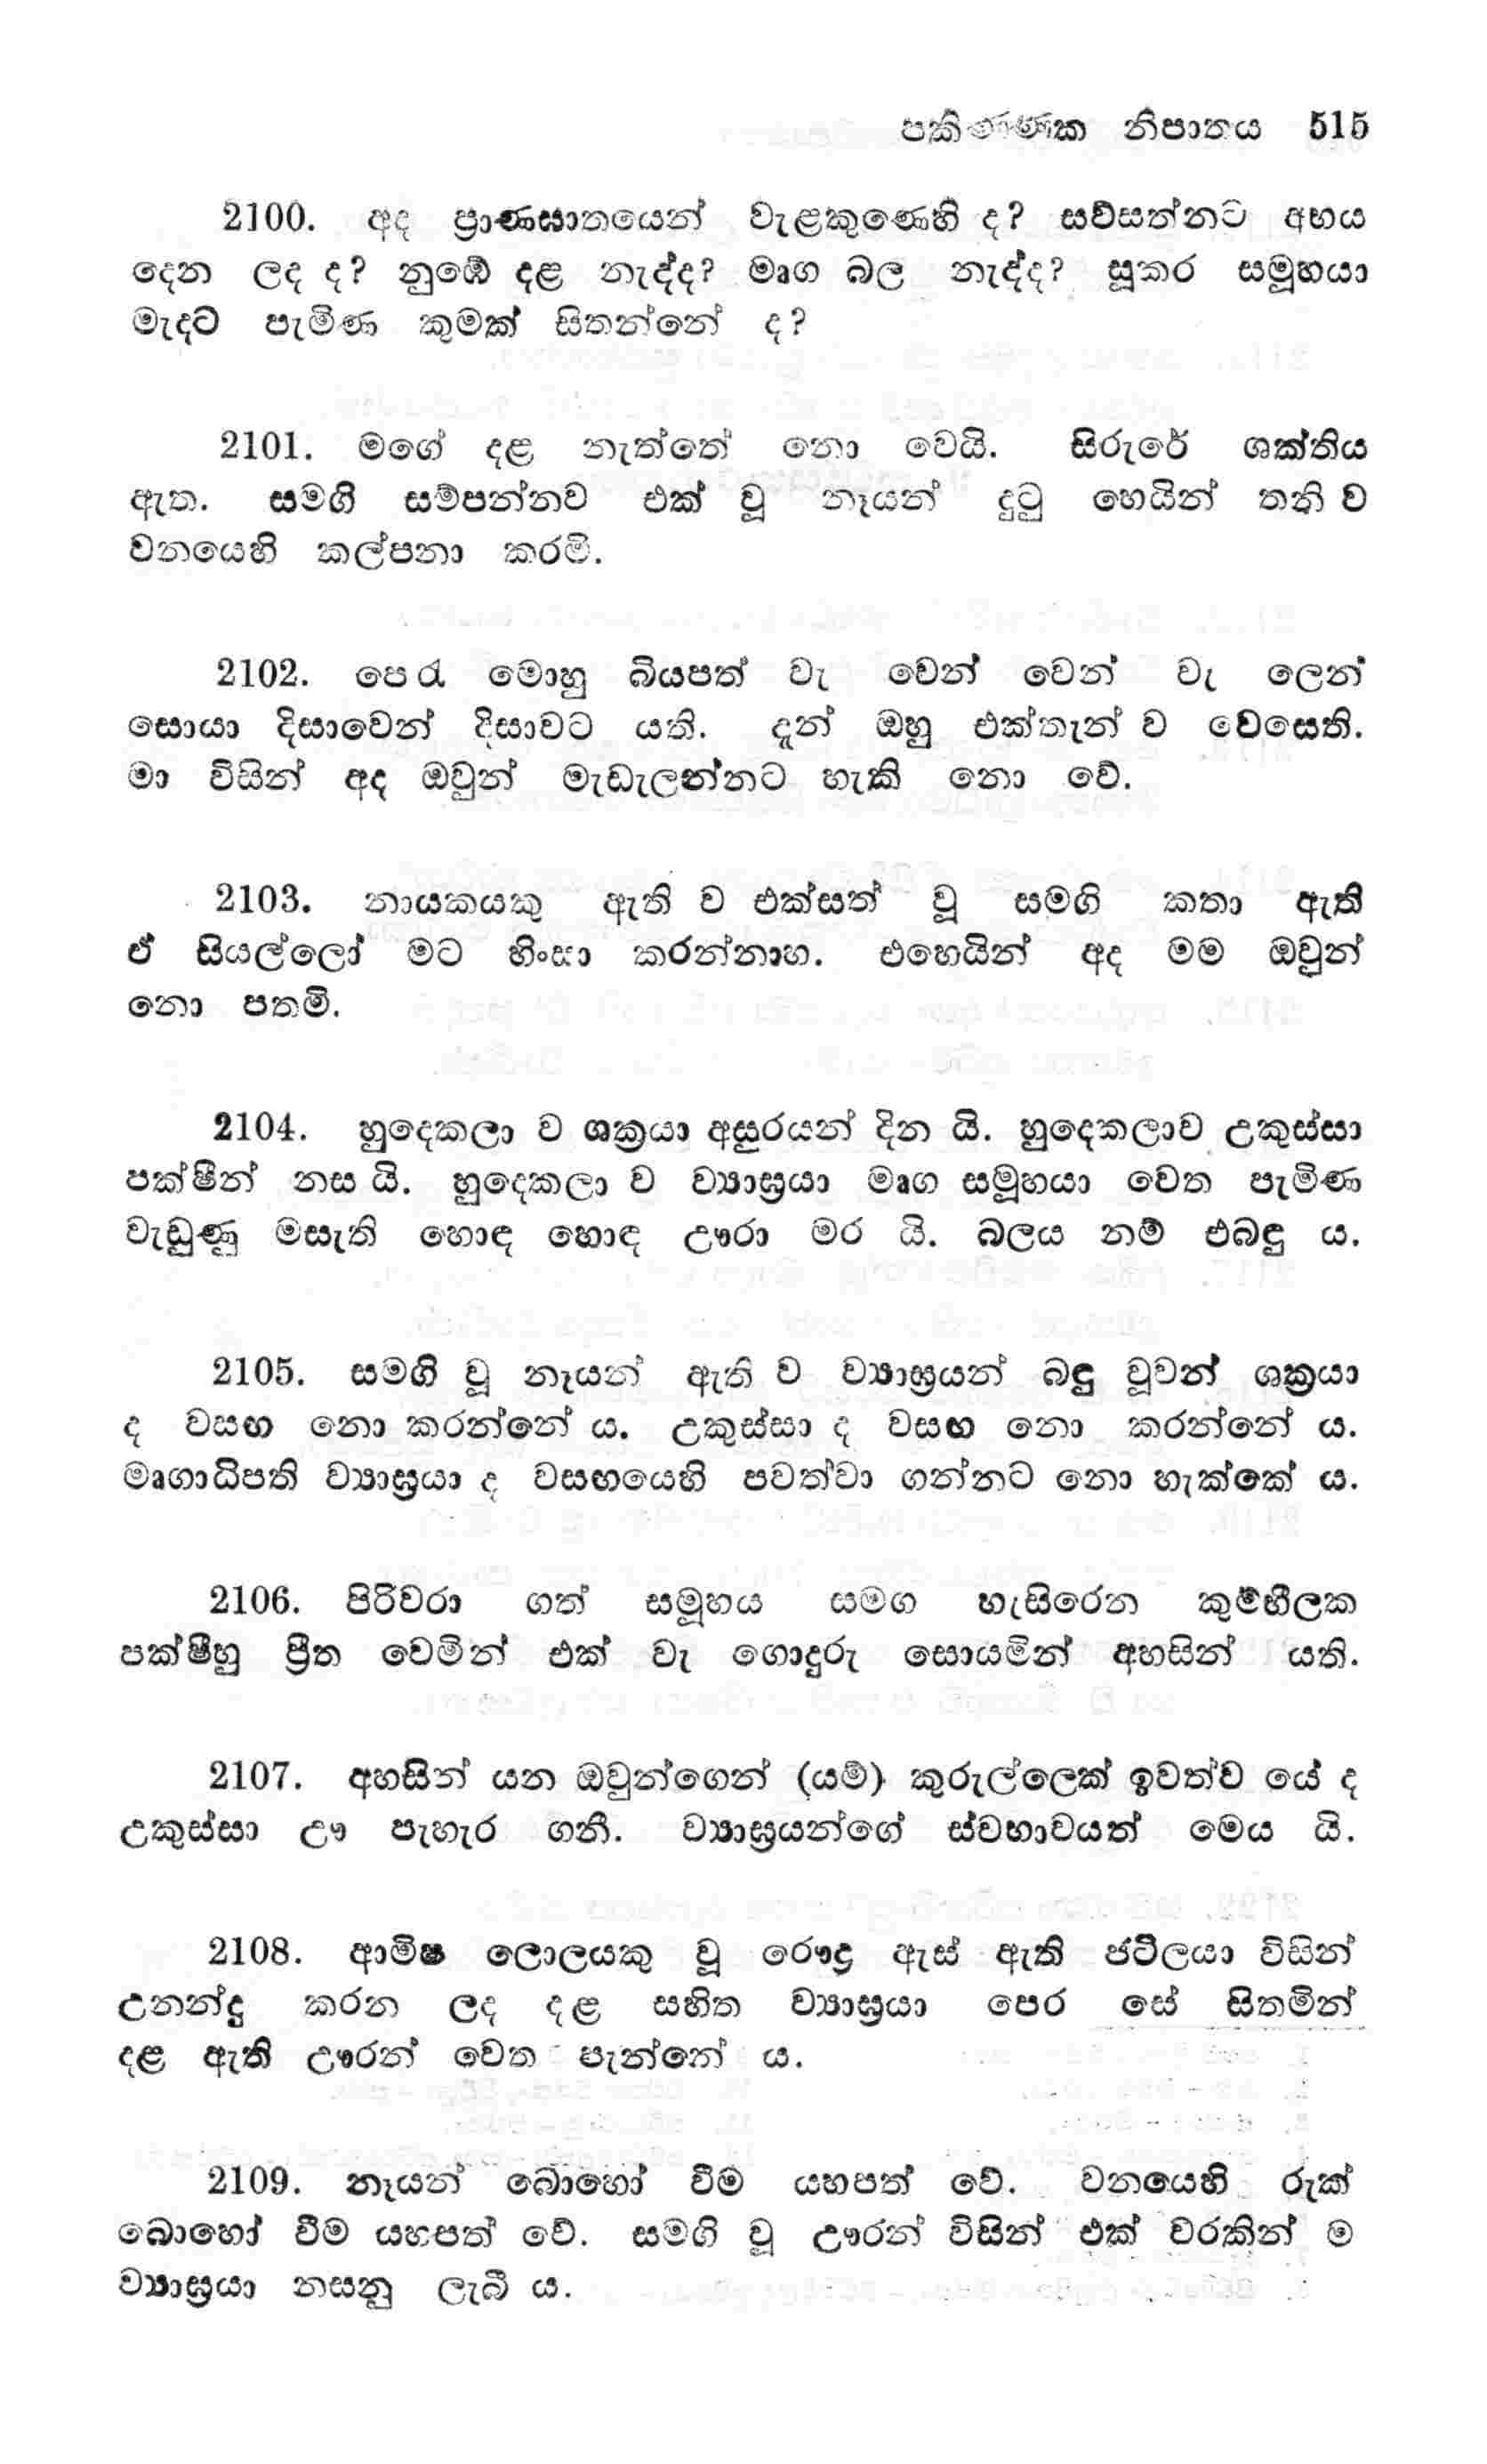 පකිණ්ණක නිපාතය 515
2100. අද ප්‍රාණඝාතයෙන් වැළකුණෙහි ද? සව්සත්නට අභය
දෙන ලද ද? නුඹේ දළ නැද්ද? මෘග බල නැද්ද? සූකර සමූහයා
මැදට පැමිණ කුමක් සිතන්නේ ද?
2101. මගේ දළ නැත්තේ නො වෙයි. සිරුරේ ශක්තිය
ඇත. සමගි සම්පන්නව එක් වූ නෑයන් දුටු හෙයින් තනි ව
වනයෙහි කල්පනා කරමි.
2102. පෙරැ මොහු බියපත් වැ වෙන් වෙන් වැ ලෙන්
සොයා දිසාවෙන් දිසාවට යති. දැන් ඔහු එක්තැන් ව වෙසෙති.
මා විසින් අද ඔවුන් මැඩැලන්නට හැකි නො වේ.
2103. නායකයකු ඇති ව එක්සත් වූ සමගි කතා ඇති
ඒ සියල්ලෝ මට හිංසා කරන්නාහ. එහෙයින් අද මම ඔවුන්
නො පතමි.
2104. හුදෙකලා ව ශක්‍රයා අසුරයන් දින යි. හුදෙකලාව උකුස්සා
පක්ෂීන් නස යි. හුදෙකලා ව ව්‍යාඝ්‍රයා මෘග සමූහයා වෙත පැමිණ
වැඩුණු මසැති හොඳ හොඳ ඌරා මර යි. බලය නම් එබඳු ය.
2105. සමගි වූ නෑයන් ඇති ව ව්‍යාඝ්‍රයන් බඳු වූවන් ශක්‍රයා
ද වසඟ නො කරන්නේ ය. උකුස්සා ද වසඟ නො කරන්නේ ය.
මෘගාධිපති ව්‍යාඝ්‍රයා ද වසඟයෙහි පවත්වා ගන්නට නො හැක්කේ ය.
2106. පිරිවරා ගත් සමූහය සමග හැසිරෙන කුම්භීලක
පක්ෂීහු ප්‍රීත වෙමින් එක් වැ ගොදුරු සොයමින් අහසින් යති.
2107. අහසින් යන ඔවුන්ගෙන් (යම්) කුරුල්ලෙක් ඉවත්ව යේ ද
උකුස්සා ඌ පැහැර ගනී. ව්‍යාඝ්‍රයන්ගේ ස්වභාවයත් මෙය යි.
2108. ආමිෂ ලොලයකු වූ රෞද්‍ර ඇස් ඇති ජටිලයා විසින්
උනන්දු කරන ලද දළ සහිත ව්‍යාඝ්‍රයා පෙර සේ සිතමින්
දළ ඇති ඌරන් වෙත පැන්නේ ය.
2109. නෑයන් බොහෝ වීම යහපත් වේ. වනයෙහි රුක්
බොහෝ වීම යහපත් වේ. සමගි වූ ඌරන් විසින් එක් වරකින් ම
ව්‍යාඝ්‍රයා නසනු ලැබී ය.